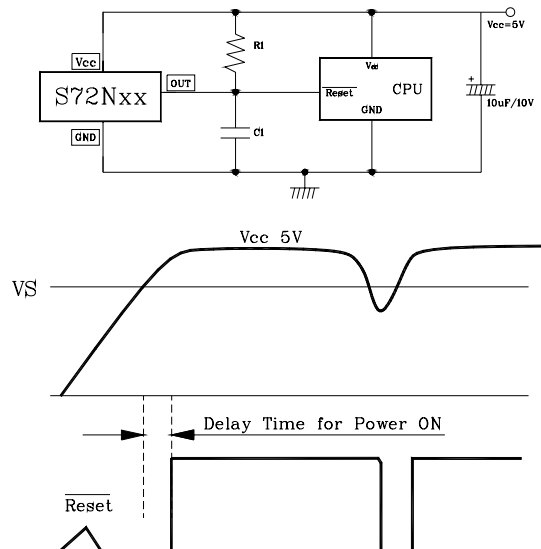 Vcc=5V
R1
Vcc
OUT
S72Nxx
Vdd
Reset
CPU
GND
+
10uF/10V
GND
C1
Vcc 5V
VS
Delay Time for Power ON
Reset